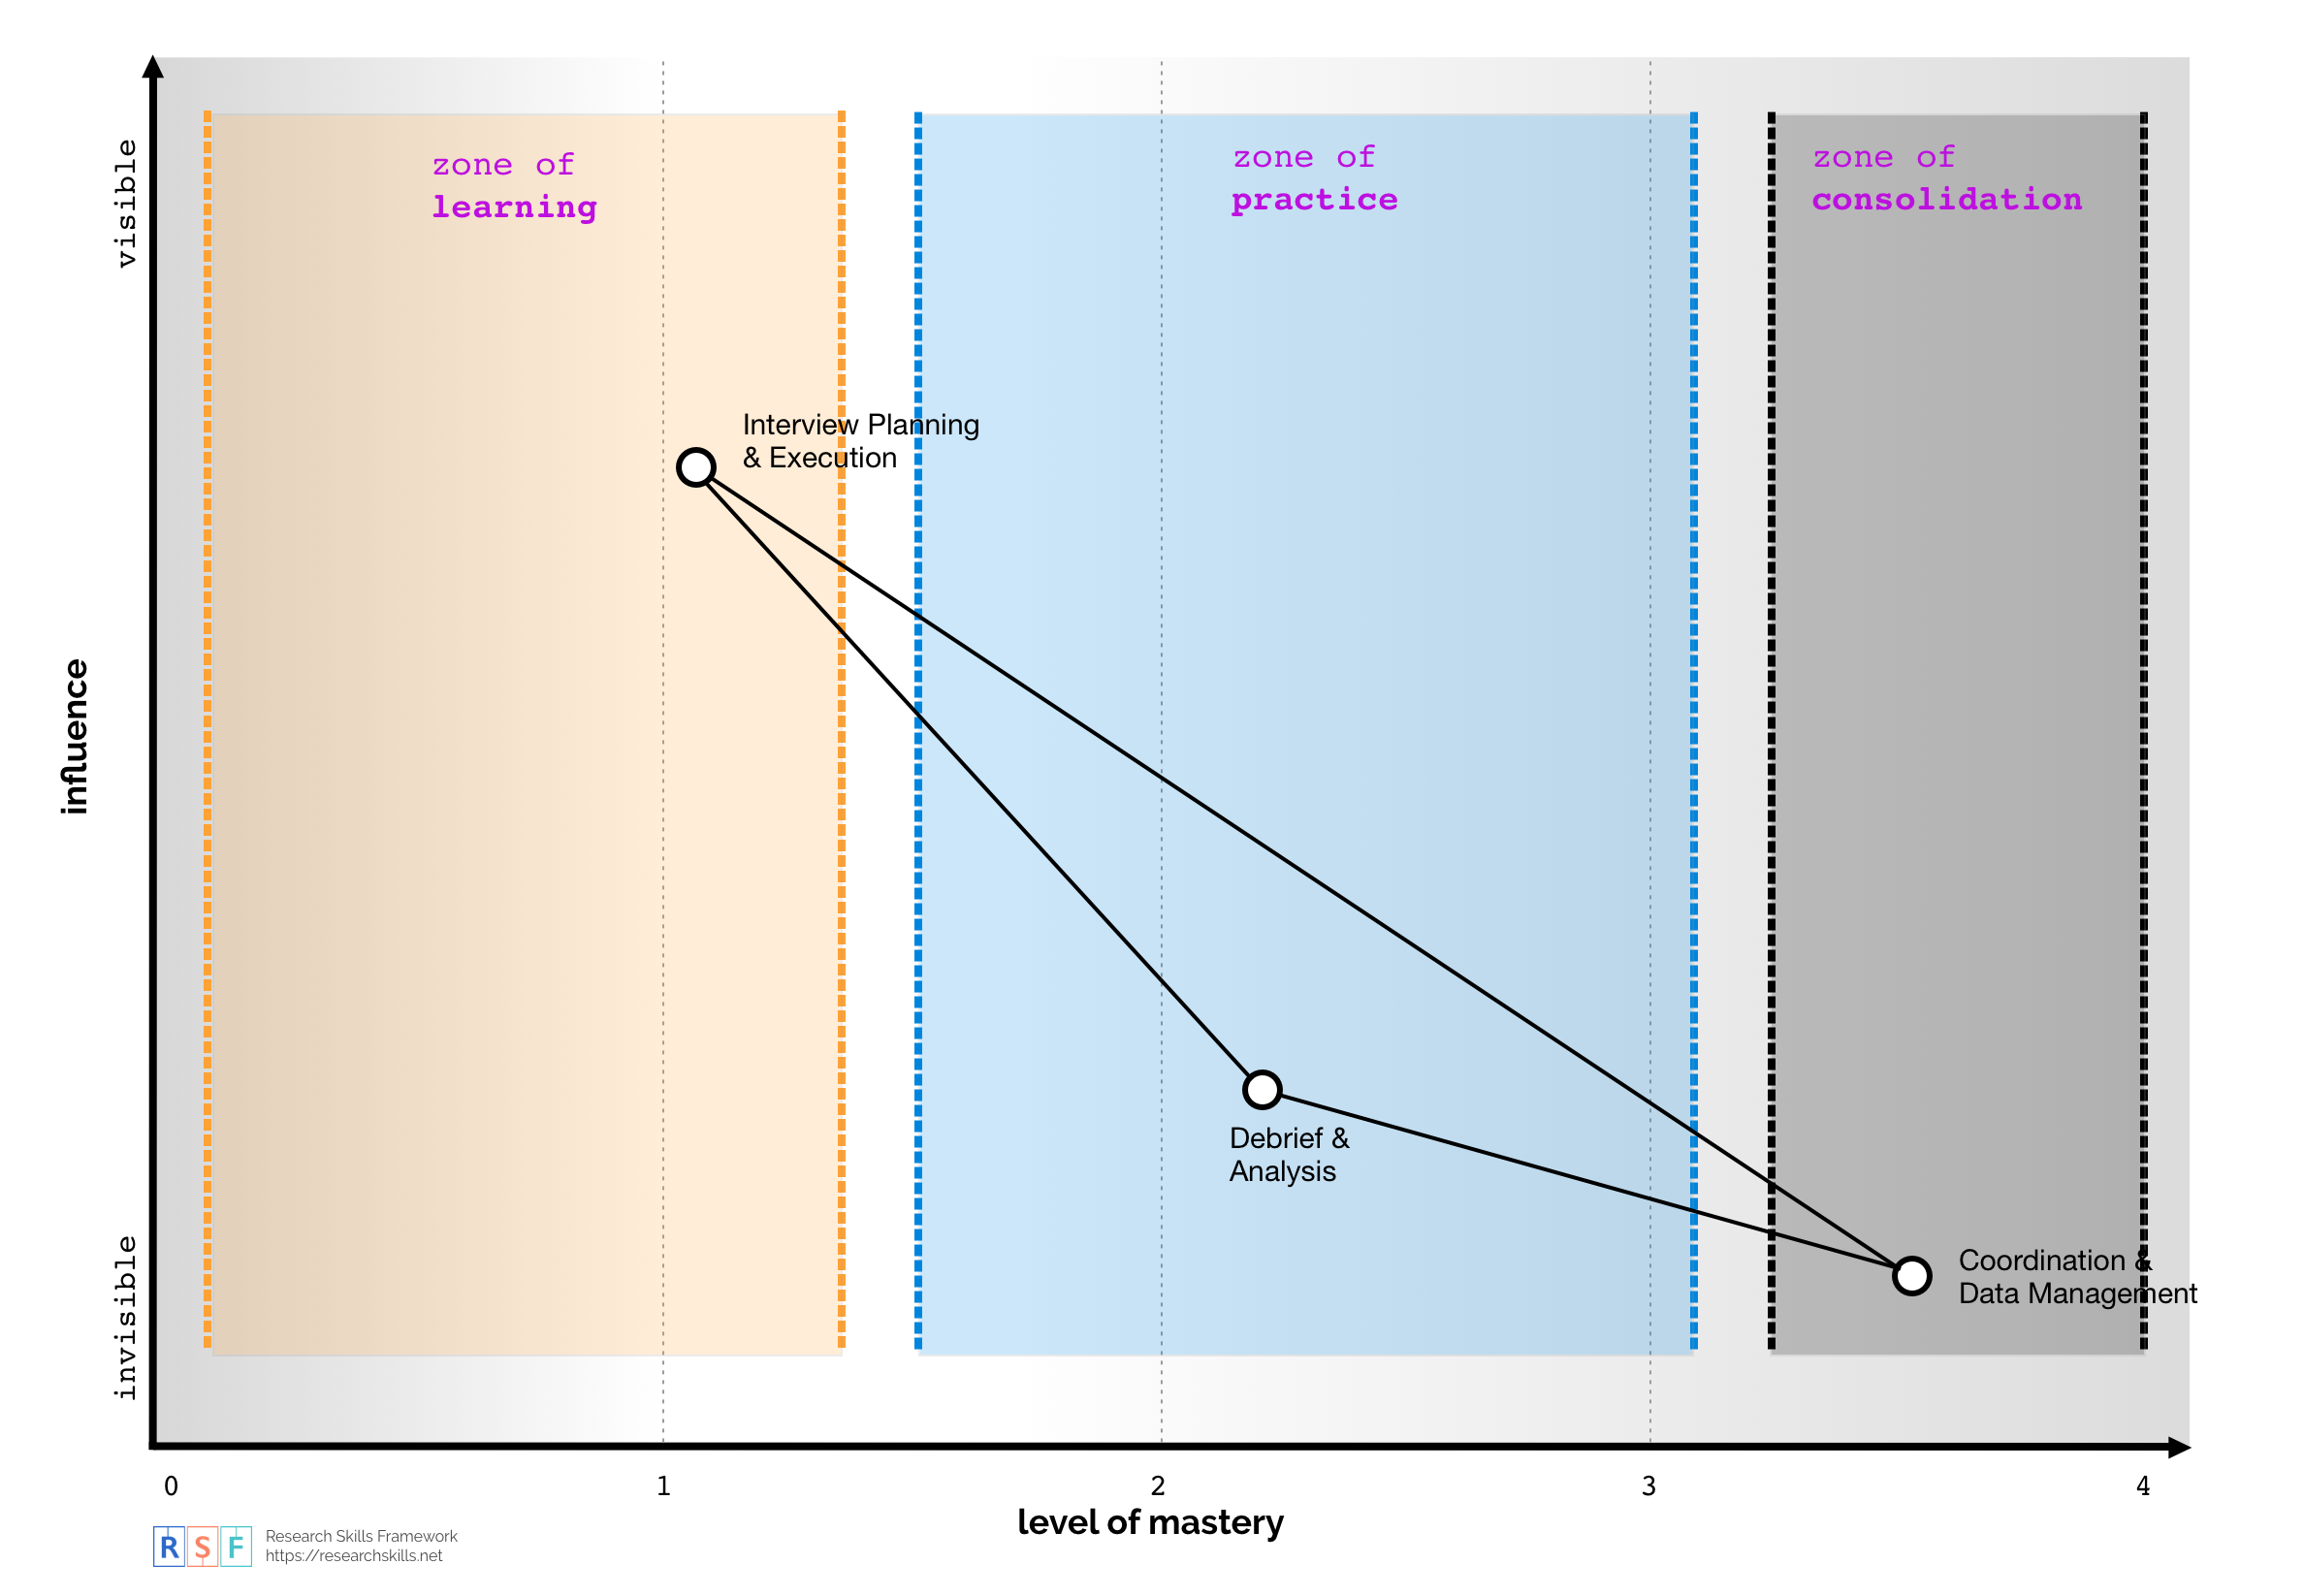 visible
influence
invisible
zone of
learning
zone of
practice
zone of
consolidation
Interview Planning
& Execution
Debrief &
Analysis
Coordination &
Data Management
0 1 2 3 4
level of mastery
R S F
Research Skills Framework
https://researchskills.net